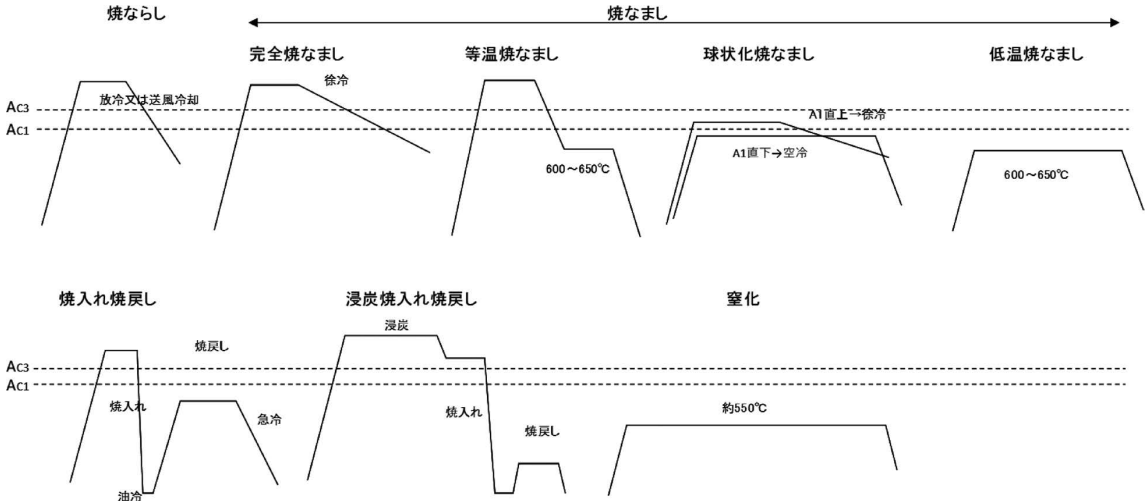 焼ならし
焼なまし
完全焼なまし
等温焼なまし
球状化焼なまし
低温焼なまし
放冷又は送風冷却
徐冷
AC3
AC1
A1直上→徐冷
A1直下→空冷
600～650℃
600～650℃
焼入れ焼戻し
浸炭焼入れ焼戻し
窒化
浸炭
焼戻し
AC3
AC1
焼入れ
急冷
焼入れ
焼戻し
約550℃
油冷